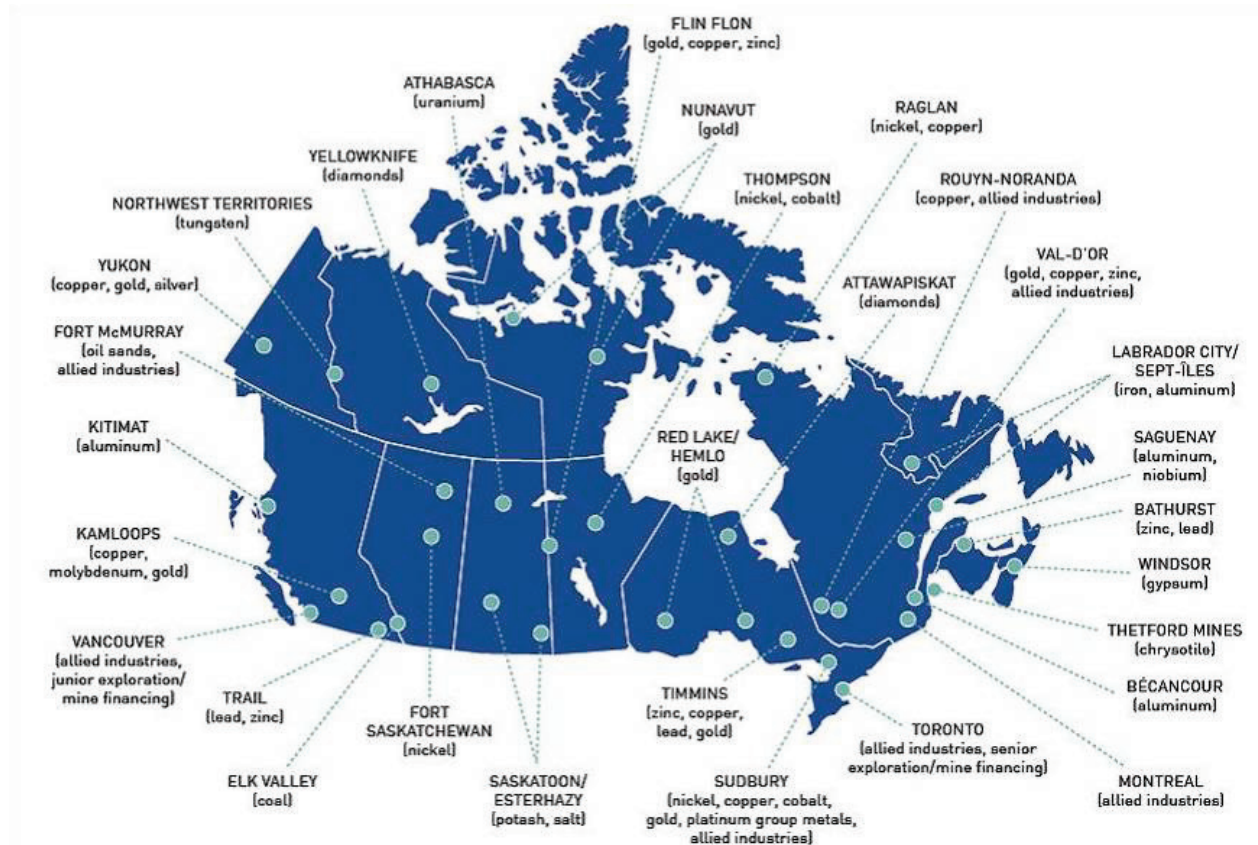 FLIN FLON
(gold, copper, zinc)
ATHABASCA
(uranium)
NUNAVUT
(gold)
RAGLAN
(nickel, copper)
YELLOWKNIFE
(diamonds)
THOMPSON
(nickel, cobalt)
ROUYN-NORANDA
(copper, allied industries)
NORTHWEST TERRITORIES
(tungsten)
VAL-D'OR
(gold, copper, zinc,
allied industries)
YUKON
(copper, gold, silver)
ATTAWAPISKAT
(diamonds)
FORT McMURRAY
(oil sands,
allied industries)
LABRADOR CITY/
SEPT-ÎLES
(iron, aluminum)
KITIMAT
(aluminum)
RED LAKE/
HEMLO
(gold)
SAGUENAY
(aluminum,
niobium)
BATHURST
(zinc, lead)
KAMLOOPS
(copper,
molybdenum, gold)
WINDSOR
(gypsum)
VANCOUVER
(allied industries,
junior exploration/
mine financing)
THETFORD MINES
(chrysotile)
TRAIL
(lead, zinc)
FORT
SASKATCHEWAN
(nickel)
TIMMINS
(zinc, copper,
lead, gold)
BÉCANCOUR
(aluminum)
TORONTO
(allied industries, senior
exploration/mine financing)
ELK VALLEY
(coal)
SASKATOON/
ESTERHAZY
(potash, salt)
SUDBURY
(nickel, copper, cobalt,
gold, platinum group metals,
allied industries)
MONTREAL
(allied industries)